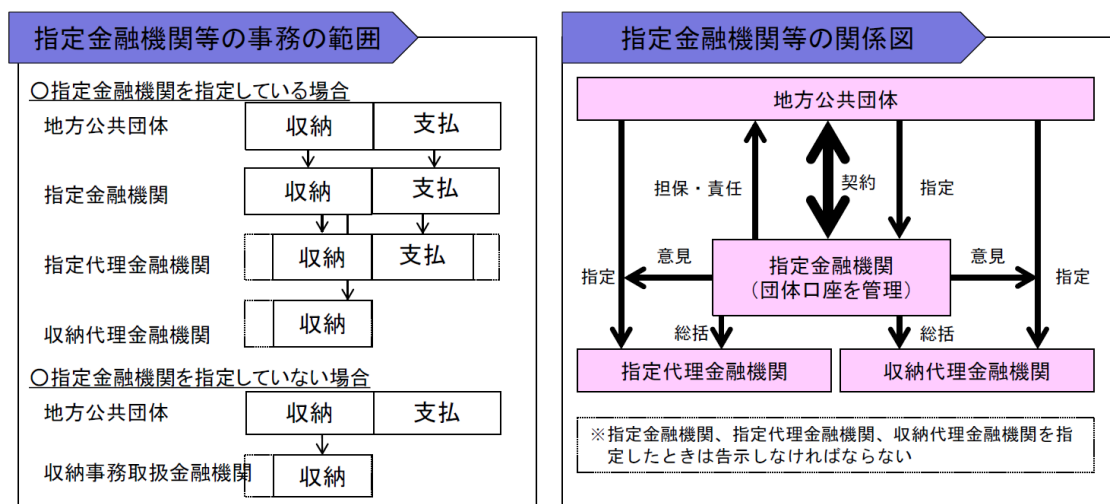 指定金融機関等の事務の範囲
〇指定金融機関を指定している場合
地方公共団体
収納
支払
指定金融機関
収納
支払
指定代理金融機関
収納
支払
収納代理金融機関
収納
〇指定金融機関を指定していない場合
地方公共団体
収納
支払
収納事務取扱金融機関
収納
指定金融機関等の関係図
地方公共団体
担保・責任
契約
指定
指定
意見
指定金融機関
（団体口座を管理）
意見
指定
総括
総括
指定代理金融機関
収納代理金融機関
※指定金融機関、指定代理金融機関、収納代理金融機関を指
定したときは告示しなければならない